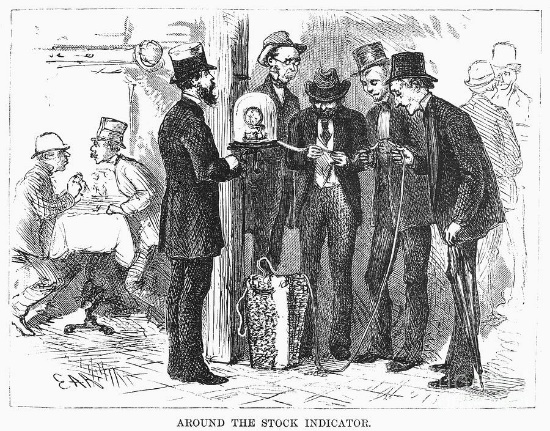 AROUND THE STOCK INDICATOR.